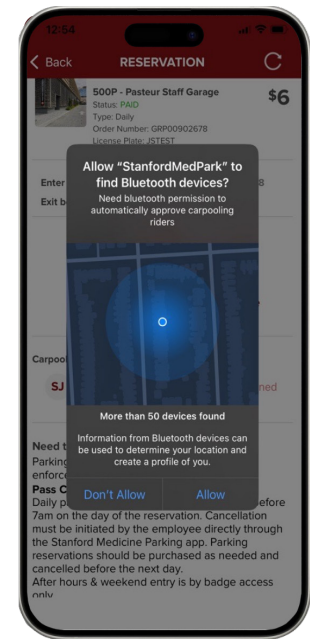 12:54
Back RESERVATION
500P - Pasteur Staff Garage $6
Status: PAID
Type: Daily
Order Number: GRP00902678
License Plate: JSTEST
Allow “StanfordMedPark” to
find Bluetooth devices?
Need bluetooth permission to
automatically approve carpooling
riders
Enter 8
Exit b
Carpool
SJ ned
More than 50 devices found
Information from Bluetooth devices can
be used to determine your location and
create a profile of you.
Don't Allow Allow
Need t
Parking
enforce
Pass C
Daily p efore
7am on the day of the reservation. Cancellation
must be initiated by the employee directly through
the Stanford Medicine Parking app. Parking
reservations should be purchased as needed and
cancelled before the next day.
After hours & weekend entry is by badge access
only